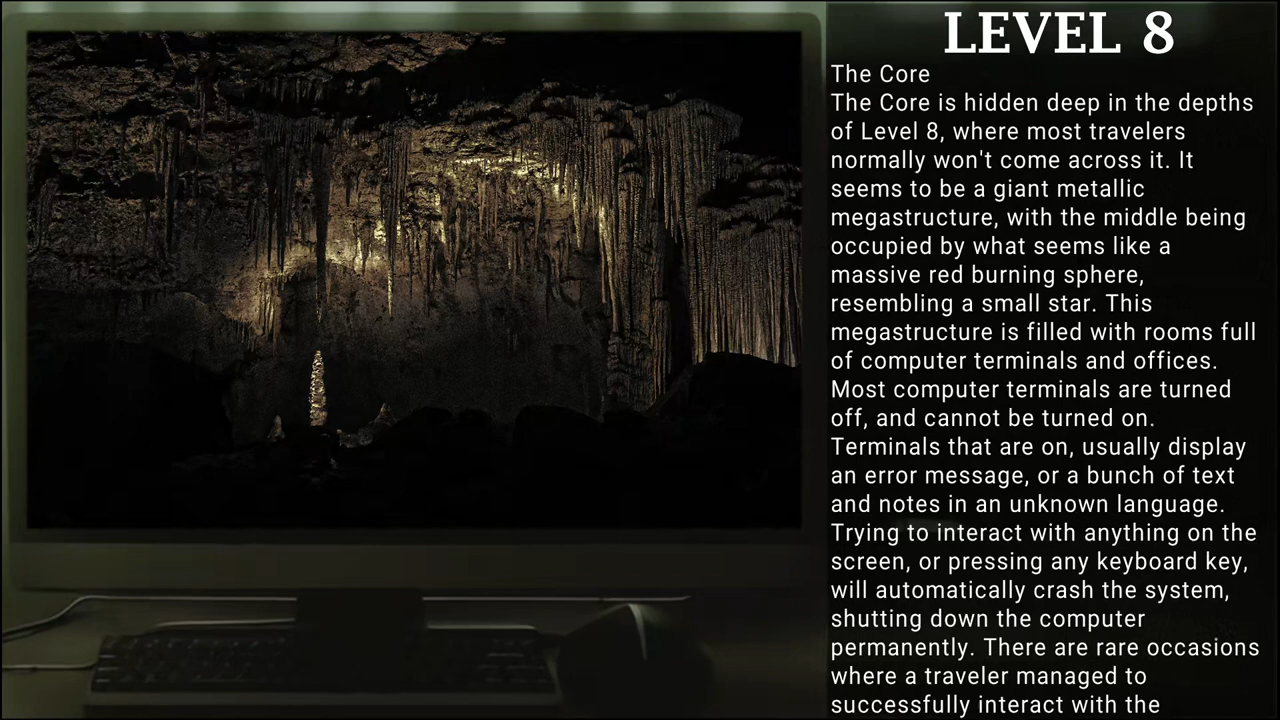 LEVEL 8
The Core
The Core is hidden deep in the depths
of Level 8, where most travelers
normally won't come across it. It
seems to be a giant metallic
megastructure, with the middle being
occupied by what seems like a
massive red burning sphere,
resembling a small star. This
megastructure is filled with rooms full
of computer terminals and offices.
Most computer terminals are turned
off, and cannot be turned on.
Terminals that are on, usually display
an error message, or a bunch of text
and notes in an unknown language.
Trying to interact with anything on the
screen, or pressing any keyboard key,
will automatically crash the system,
shutting down the computer
permanently. There are rare occasions
where a traveler managed to
successfully interact with the